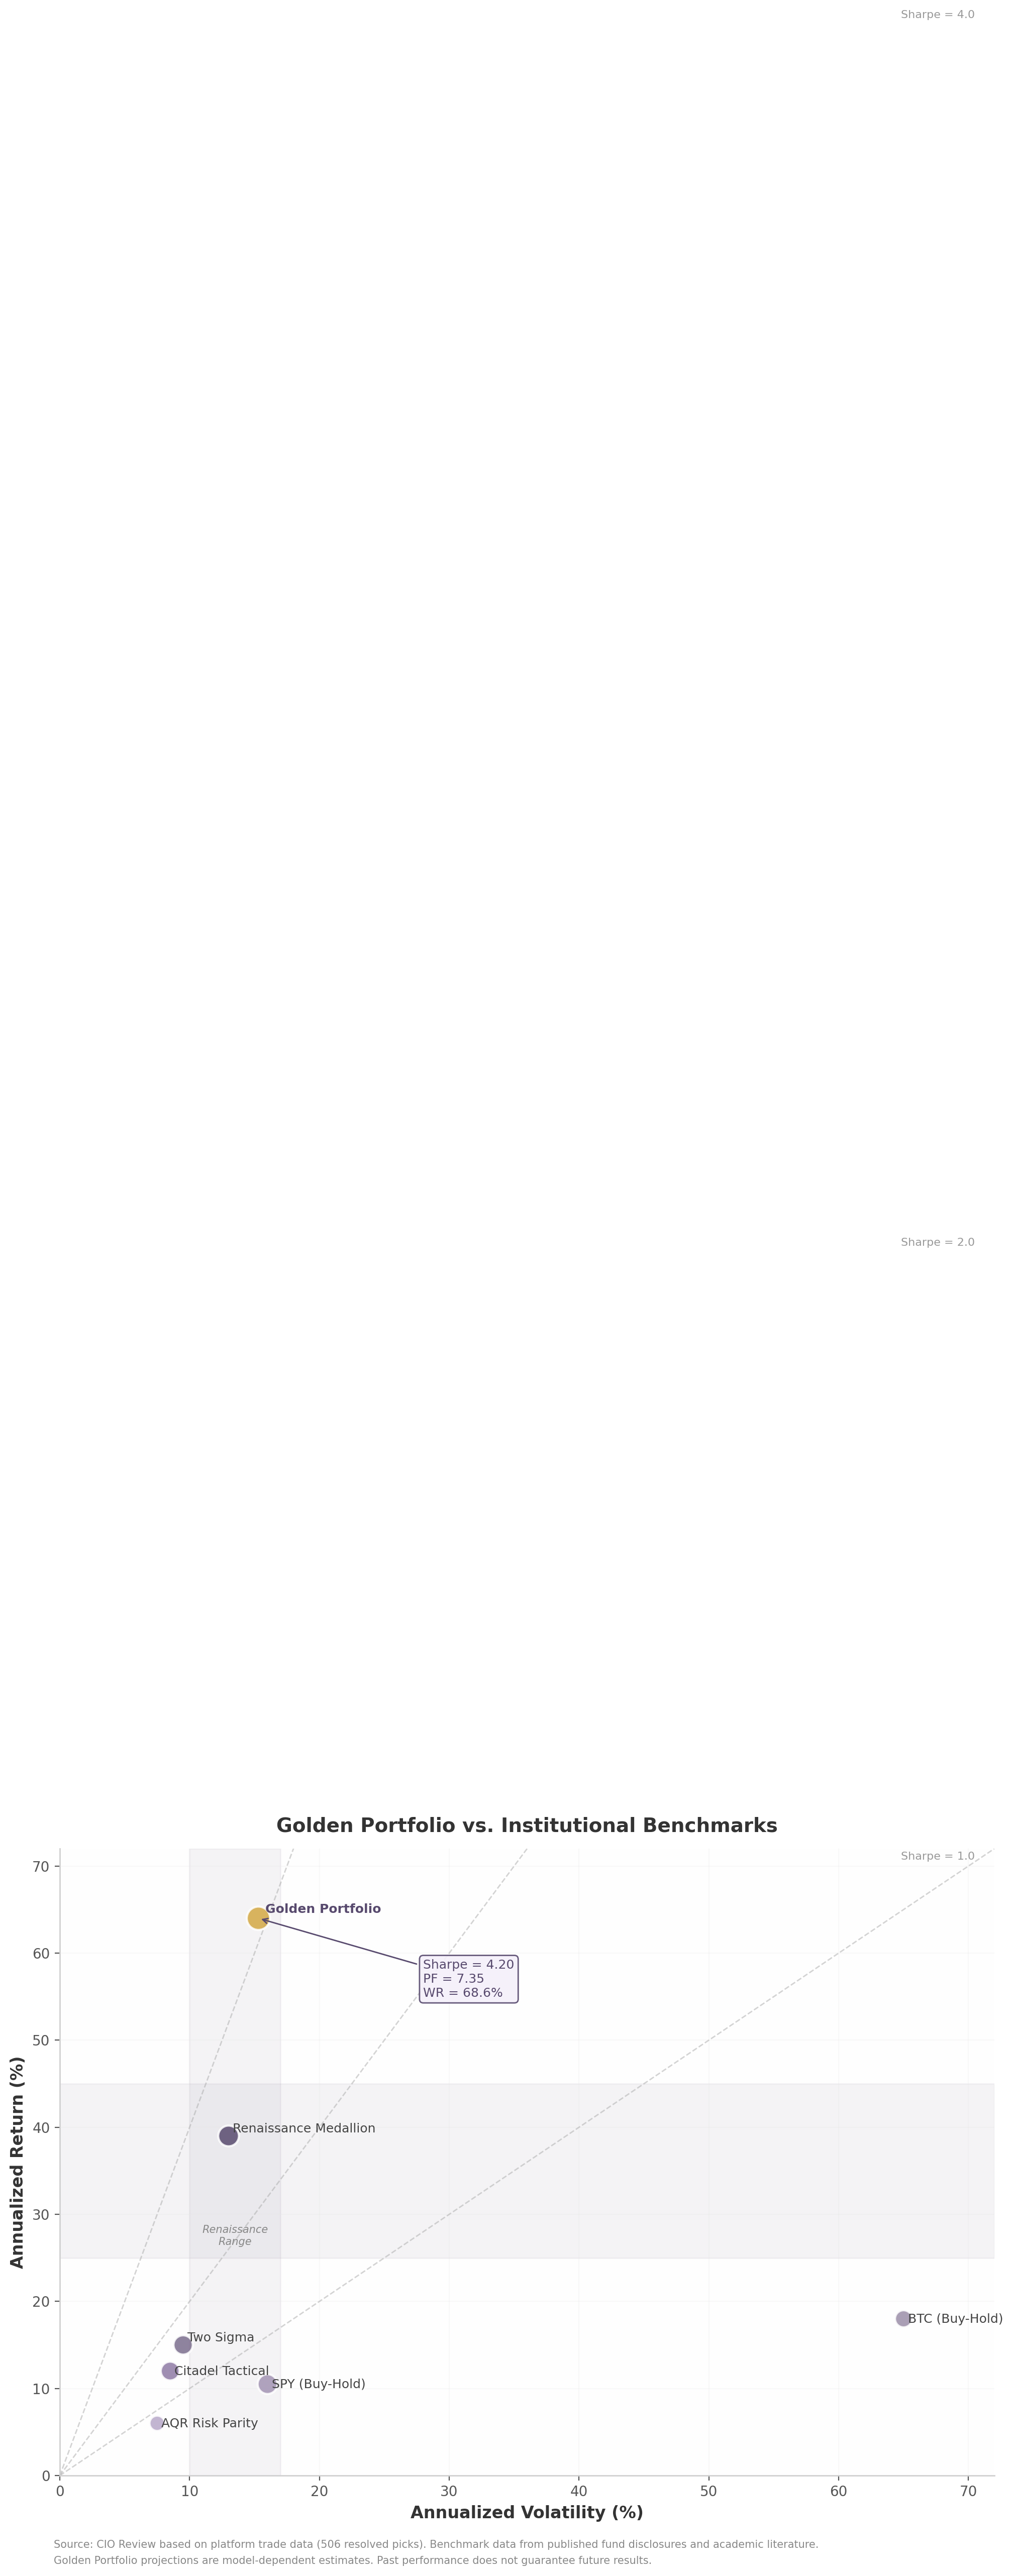 Sharpe = 4.0
Sharpe = 2.0
Golden Portfolio vs. Institutional Benchmarks
Sharpe = 1.0
70
60
50
40
30
20
10
0
Annualized Return (%)
Golden Portfolio
Sharpe = 4.20
PF = 7.35
WR = 68.6%
Renaissance Medallion
Renaissance
Range
BTC (Buy-Hold)
Two Sigma
Citadel Tactical
SPY (Buy-Hold)
AQR Risk Parity
0 10 20 30 40 50 60 70
Annualized Volatility (%)
Source: CIO Review based on platform trade data (506 resolved picks). Benchmark data from published fund disclosures and academic literature.
Golden Portfolio projections are model-dependent estimates. Past performance does not guarantee future results.